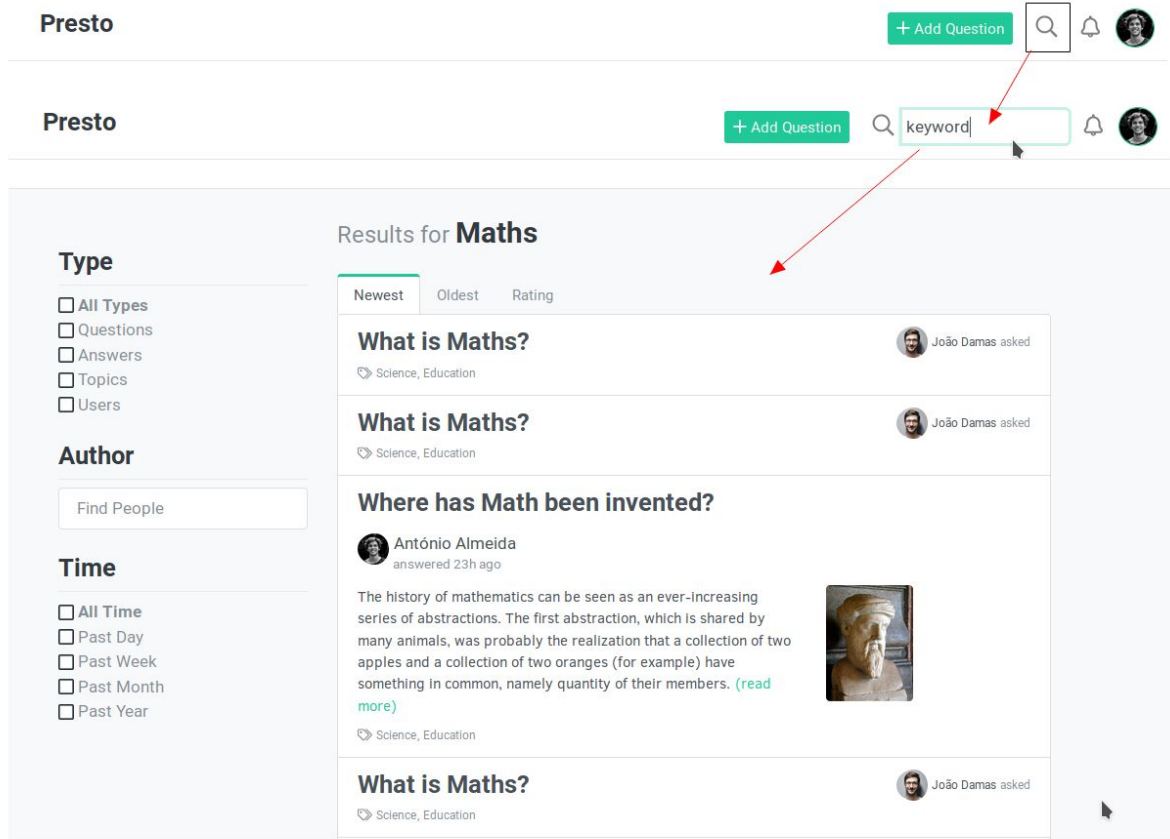 Presto
+ Add Question
Presto
+ Add Question
keyword
Type
All Types
Questions
Answers
Topics
Users
Author
Find People
Time
All Time
Past Day
Past Week
Past Month
Past Year
Results for Maths
Newest Oldest Rating
What is Maths?
João Damas asked
Science, Education
What is Maths?
João Damas asked
Science, Education
Where has Math been invented?
António Almeida
answered 23h ago
The history of mathematics can be seen as an ever-increasing
series of abstractions. The first abstraction, which is shared by
many animals, was probably the realization that a collection of two
apples and a collection of two oranges (for example) have
something in common, namely quantity of their members. (read
more)
Science, Education
What is Maths?
João Damas asked
Science, Education